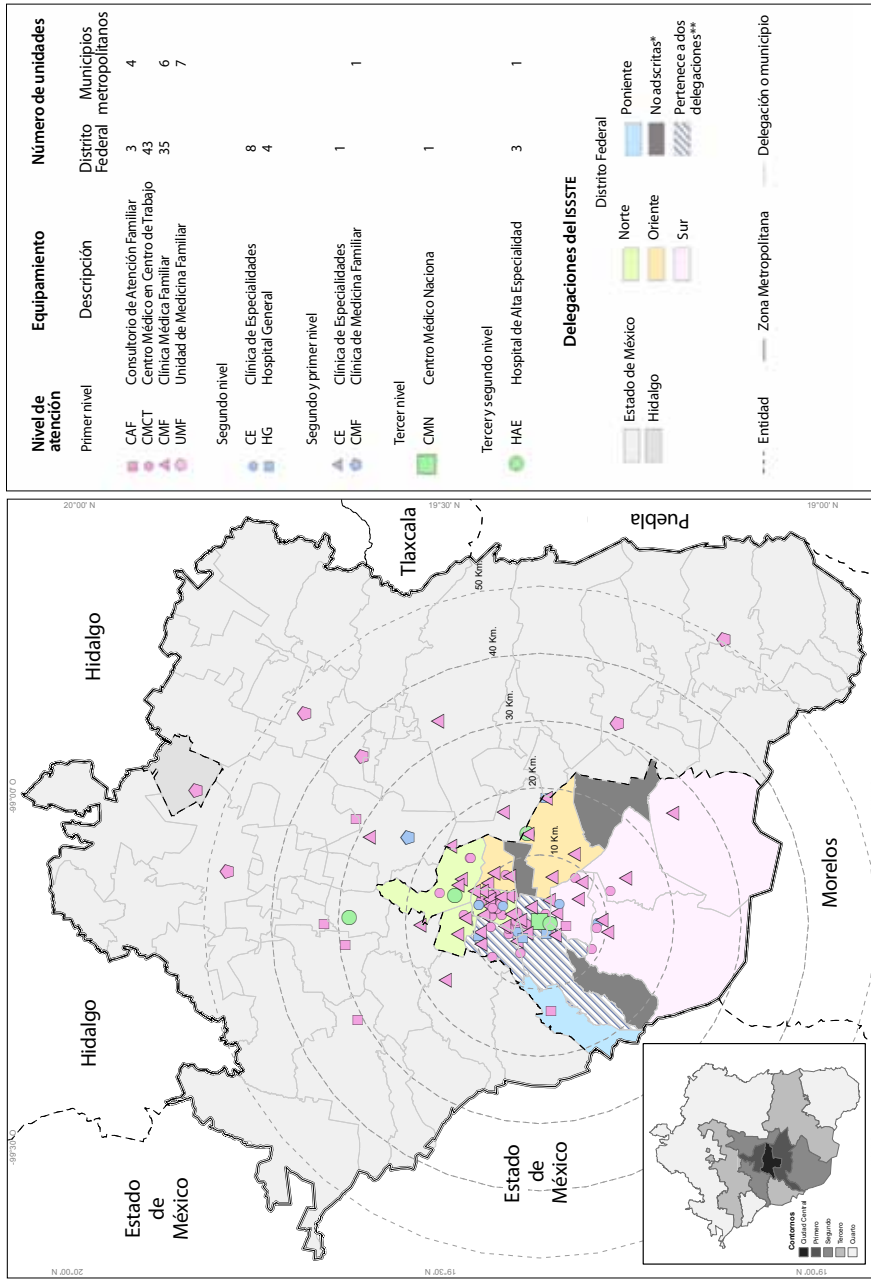 Nivel de atención Equipamiento Número de unidades
Descripción Distrito Federal Municipios metropolitanos
Primer nivel
CAF Consultorio de Atención Familiar 3 4
CMCT Centro Médico en Centro de Trabajo 43
CMF Clínica Médica Familiar 35 6
UMF Unidad de Medicina Familiar 7
Segundo nivel
CE Clínica de Especialidades 8
HG Hospital General 4
Segundo y primer nivel
CE Clínica de Especialidades 1
CMF Clínica de Medicina Familiar 1
Tercer nivel
CMN Centro Médico Naciona 1
Tercer y segundo nivel
HAE Hospital de Alta Especialidad 3 1
Delegaciones del ISSSTE
Distrito Federal
Estado de México Norte Poniente
Hidalgo Oriente No adscritas*
Sur Pertenece a dos delegaciones**
Entidad Zona Metropolitana Delegación o municipio
20°00' N
19°30' N
19°00' N
Hidalgo
Tlaxcala
Puebla
Hidalgo
Estado
de
México
Estado
de
México
Morelos
10 Km.
20 Km.
30 Km.
40 Km.
50 Km.
20°00' N
19°30' N
19°00' N
Contornos
Ciudad Central
Primero
Segundo
Tercero
Cuarto